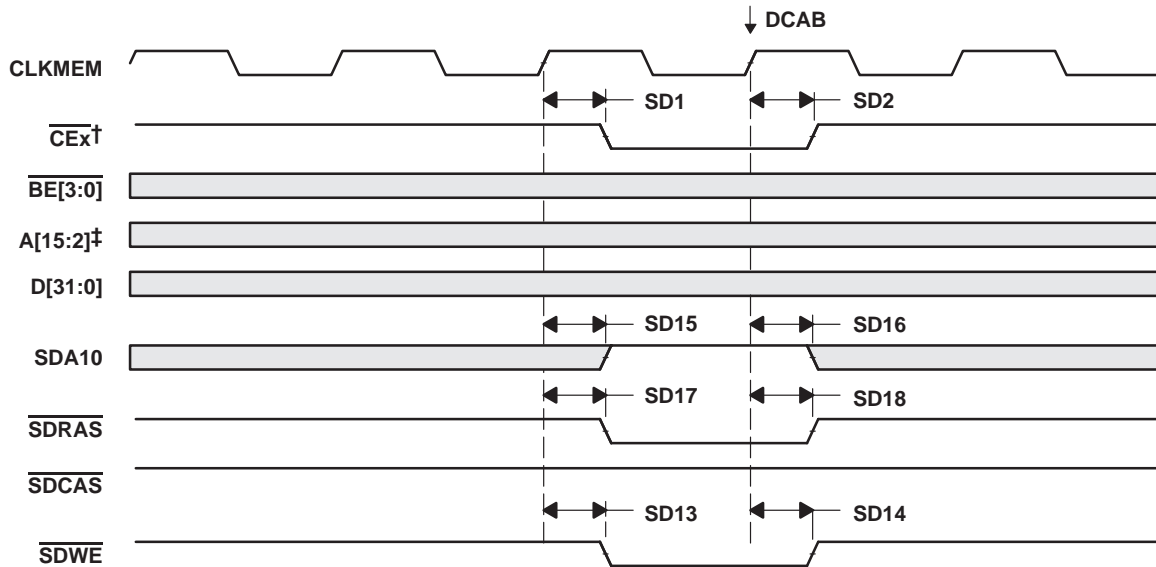 DCAB
CLKMEM
SD1 SD2
CEx†
BE[3:0]
A[15:2]‡
D[31:0]
SD15 SD16
SDA10
SD17 SD18
SDRAS
SDCAS
SD13 SD14
SDWE